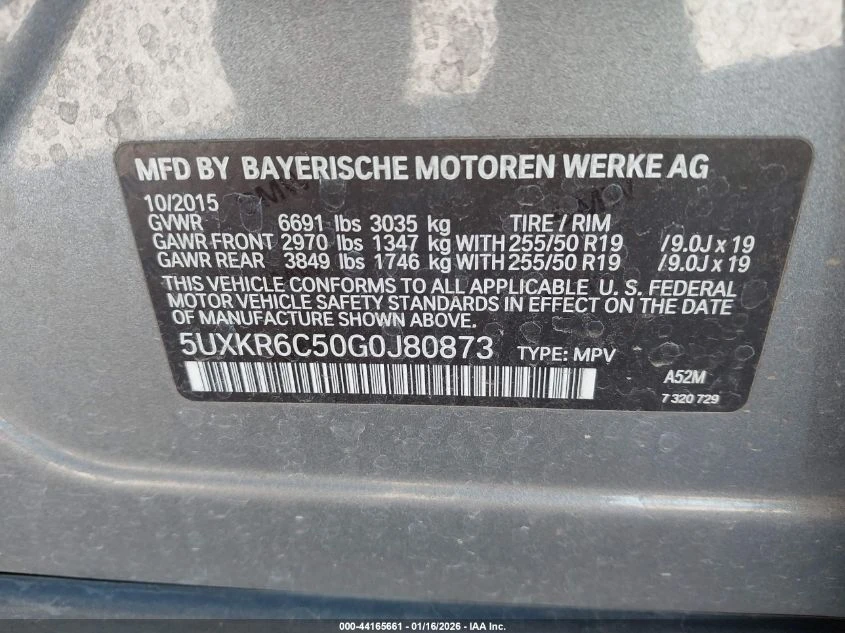 MFD BY BAYERISCHE MOTOREN WERKE AG
10/2015
GVWR 6691 lbs 3035 kg TIRE / RIM
GAWR FRONT 2970 lbs 1347 kg WITH 255/50 R19 /9.0J x 19
GAWR REAR 3849 lbs 1746 kg WITH 255/50 R19 /9.0J x 19
THIS VEHICLE CONFORMS TO ALL APPLICABLE U. S. FEDERAL
MOTOR VEHICLE SAFETY STANDARDS IN EFFECT ON THE DATE
OF MANUFACTURE SHOWN ABOVE.
5UXKR6C50G0J80873 TYPE: MPV
A52M
7 320 729
000-44165661 - 01/16/2026 - IAA Inc.